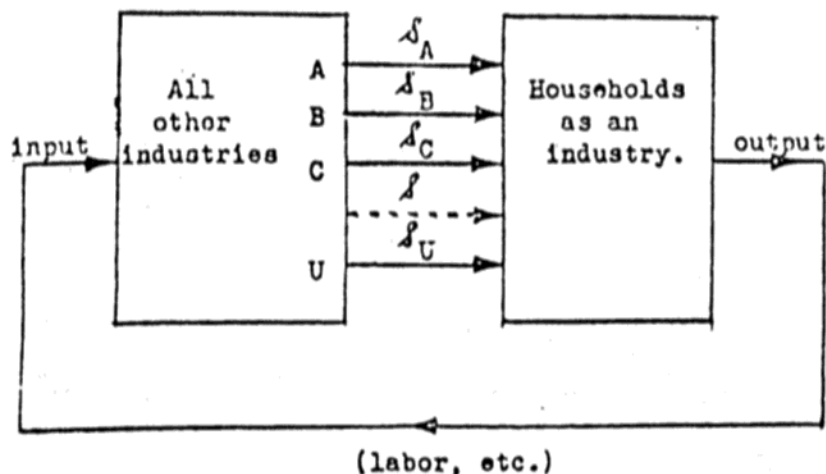 S_A
A
All
other
industries
S_B
B
Households
as an
industry.
input
S_C
C
output
S
S_U
U
(labor, etc.)